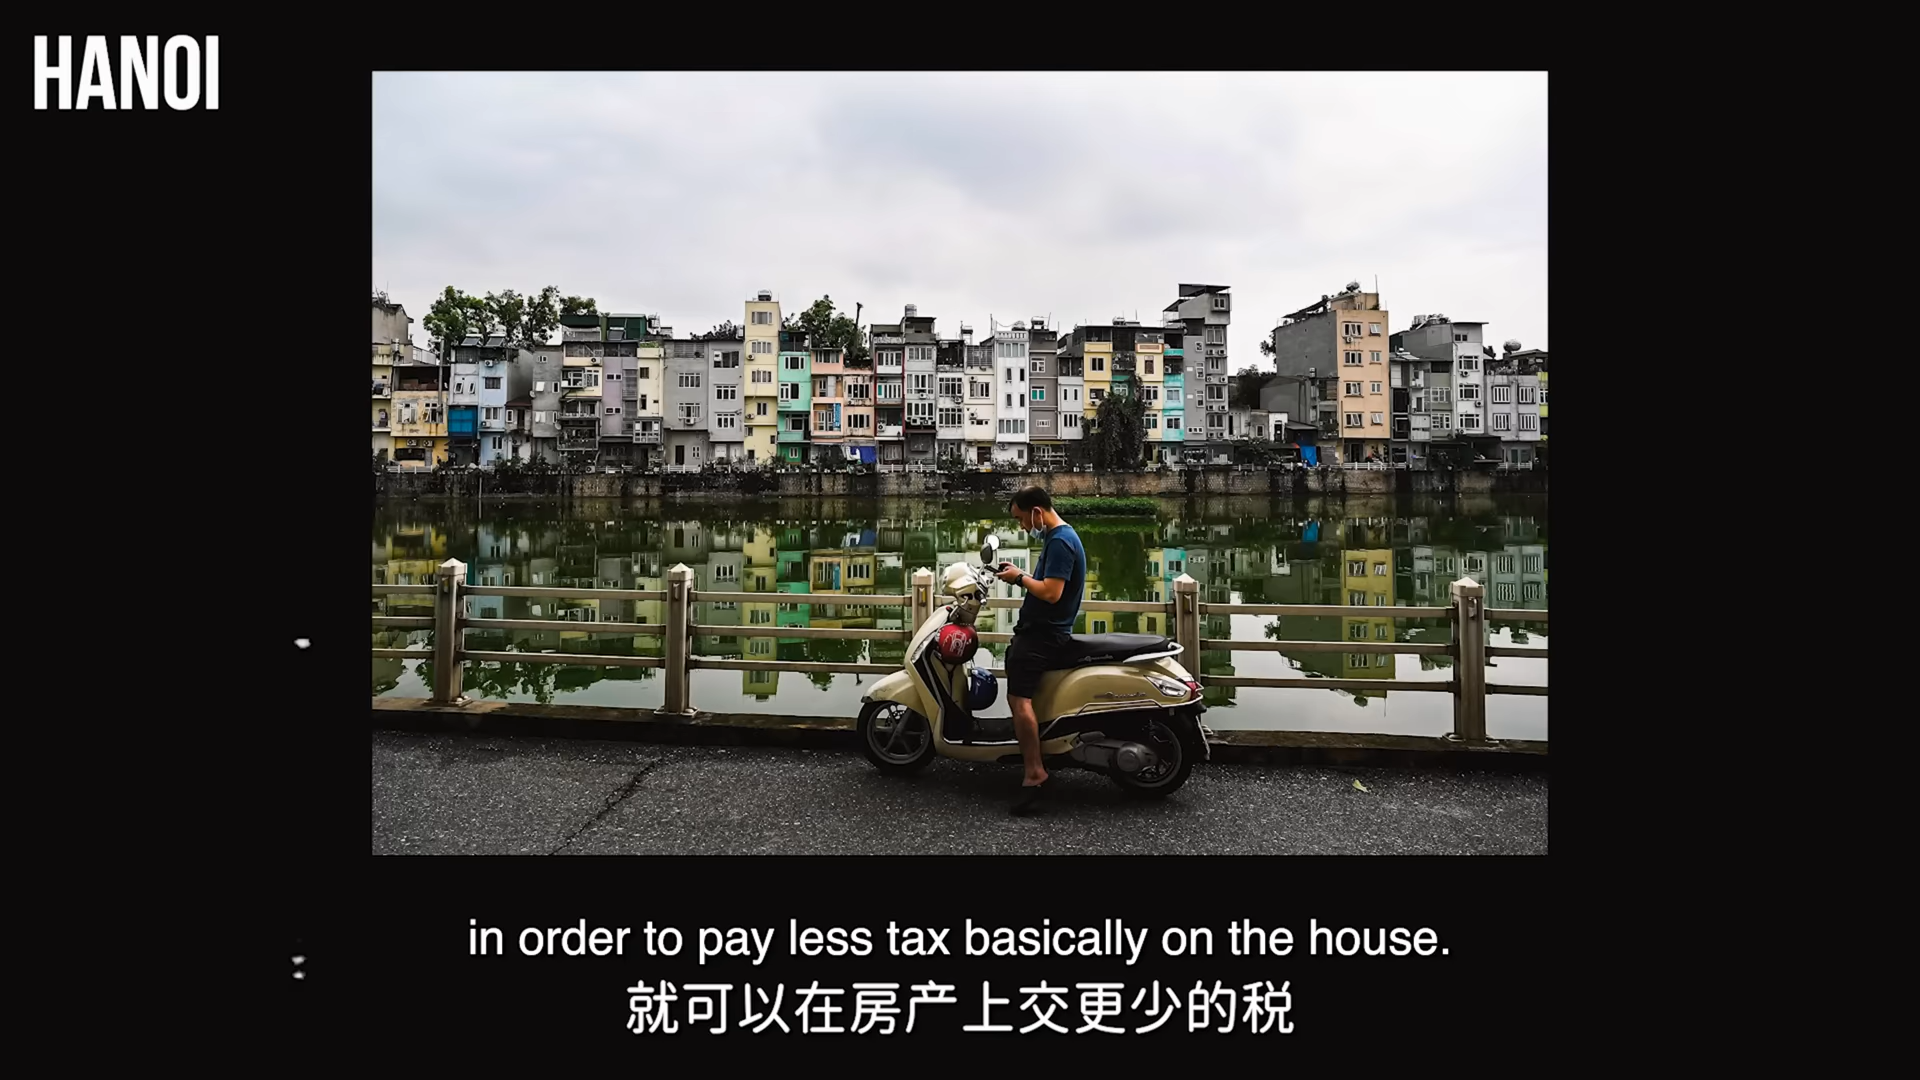 HANOI
in order to pay less tax basically on the house.
就可以在房产上交更少的税